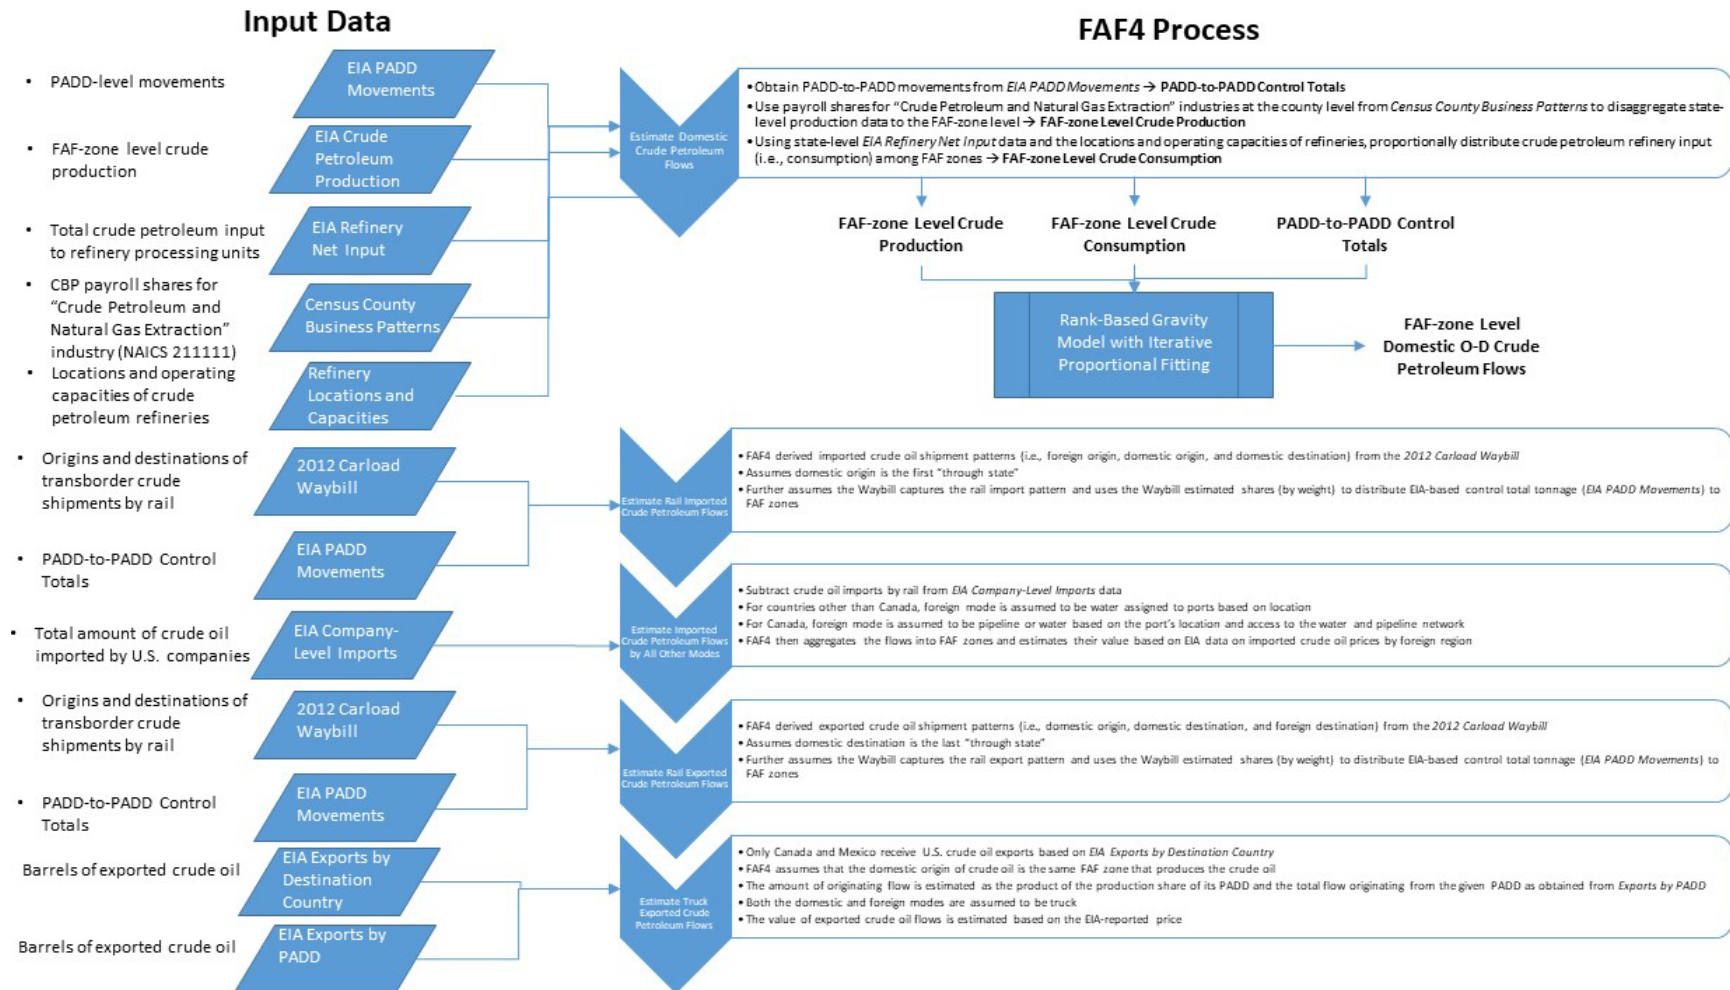 Input Data
FAF4 Process
• PADD-level movements
EIA PADD
Movements
• FAF-zone level crude
production
EIA Crude
Petroleum
Production
• Total crude petroleum input
to refinery processing units
EIA Refinery
Net Input
• CBP payroll shares for
“Crude Petroleum and
Natural Gas Extraction”
industry (NAICS 211111)
Census County
Business Patterns
• Locations and operating
capacities of crude
petroleum refineries
Refinery
Locations and
Capacities
Estimate Domestic
Crude Petroleum
Flows
• Obtain PADD-to-PADD movements from EIA PADD Movements → PADD-to-PADD Control Totals
• Use payroll shares for “Crude Petroleum and Natural Gas Extraction” industries at the county level from Census County Business Patterns to disaggregate state-
level production data to the FAF-zone level → FAF-zone Level Crude Production
• Using state-level EIA Refinery Net Input data and the locations and operating capacities of refineries, proportionally distribute crude petroleum refinery input
(i.e., consumption) among FAF zones → FAF-zone Level Crude Consumption
FAF-zone Level Crude
Production
FAF-zone Level Crude
Consumption
PADD-to-PADD Control
Totals
Rank-Based Gravity
Model with Iterative
Proportional Fitting
FAF-zone Level
Domestic O-D Crude
Petroleum Flows
• Origins and destinations of
transborder crude
shipments by rail
2012 Carload
Waybill
• PADD-to-PADD Control
Totals
EIA PADD
Movements
Estimate Rail Imported
Crude Petroleum Flows
• FAF4 derived imported crude oil shipment patterns (i.e., foreign origin, domestic origin, and domestic destination) from the 2012 Carload Waybill
• Assumes domestic origin is the first “through state”
• Further assumes the Waybill captures the rail import pattern and uses the Waybill estimated shares (by weight) to distribute EIA-based control total tonnage (EIA PADD Movements) to
FAF zones
• Total amount of crude oil
imported by U.S. companies
EIA Company-
Level Imports
Estimate Imported
Crude Petroleum Flows
by All Other Modes
• Subtract crude oil imports by rail from EIA Company-Level Imports data
• For countries other than Canada, foreign mode is assumed to be water assigned to ports based on location
• For Canada, foreign mode is assumed to be pipeline or water based on the port’s location and access to the water and pipeline network
• FAF4 then aggregates the flows into FAF zones and estimates their value based on EIA data on imported crude oil prices by foreign region
• Origins and destinations of
transborder crude
shipments by rail
2012 Carload
Waybill
• PADD-to-PADD Control
Totals
EIA PADD
Movements
Estimate Rail Exported
Crude Petroleum Flows
• FAF4 derived exported crude oil shipment patterns (i.e., domestic origin, domestic destination, and foreign destination) from the 2012 Carload Waybill
• Assumes domestic destination is the last “through state”
• Further assumes the Waybill captures the rail export pattern and uses the Waybill estimated shares (by weight) to distribute EIA-based control total tonnage (EIA PADD Movements) to
FAF zones
Barrels of exported crude oil
EIA Exports by
Destination
Country
Barrels of exported crude oil
EIA Exports by
PADD
Estimate Truck
Exported Crude
Petroleum Flows
• Only Canada and Mexico receive U.S. crude oil exports based on EIA Exports by Destination Country
• FAF4 assumes that the domestic origin of crude oil is the same FAF zone that produces the crude oil
• The amount of originating flow is estimated as the product of the production share of its PADD and the total flow originating from the given PADD as obtained from Exports by PADD
• Both the domestic and foreign modes are assumed to be truck
• The value of exported crude oil flows is estimated based on the EIA-reported price